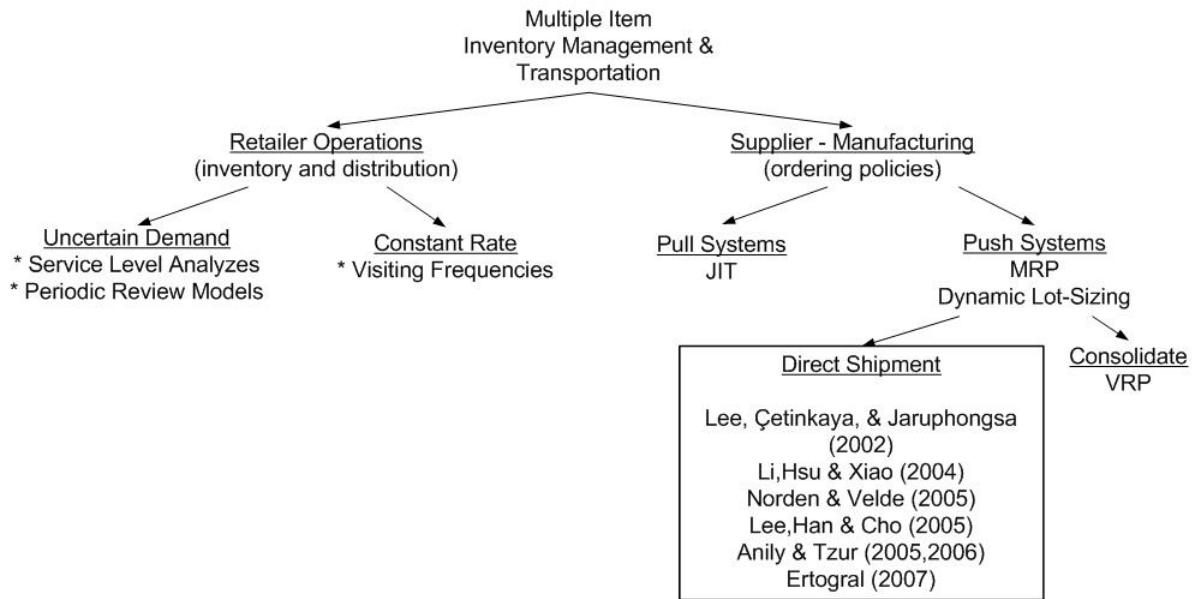 Multiple Item
Inventory Management &
Transportation
Retailer Operations
(inventory and distribution)
Supplier - Manufacturing
(ordering policies)
Uncertain Demand
* Service Level Analyzes
* Periodic Review Models
Constant Rate
* Visiting Frequencies
Pull Systems
JIT
Push Systems
MRP
Dynamic Lot-Sizing
Direct Shipment
Lee, Çetinkaya, & Jaruphongsa
(2002)
Li,Hsu & Xiao (2004)
Norden & Velde (2005)
Lee,Han & Cho (2005)
Anily & Tzur (2005,2006)
Ertogral (2007)
Consolidate
VRP